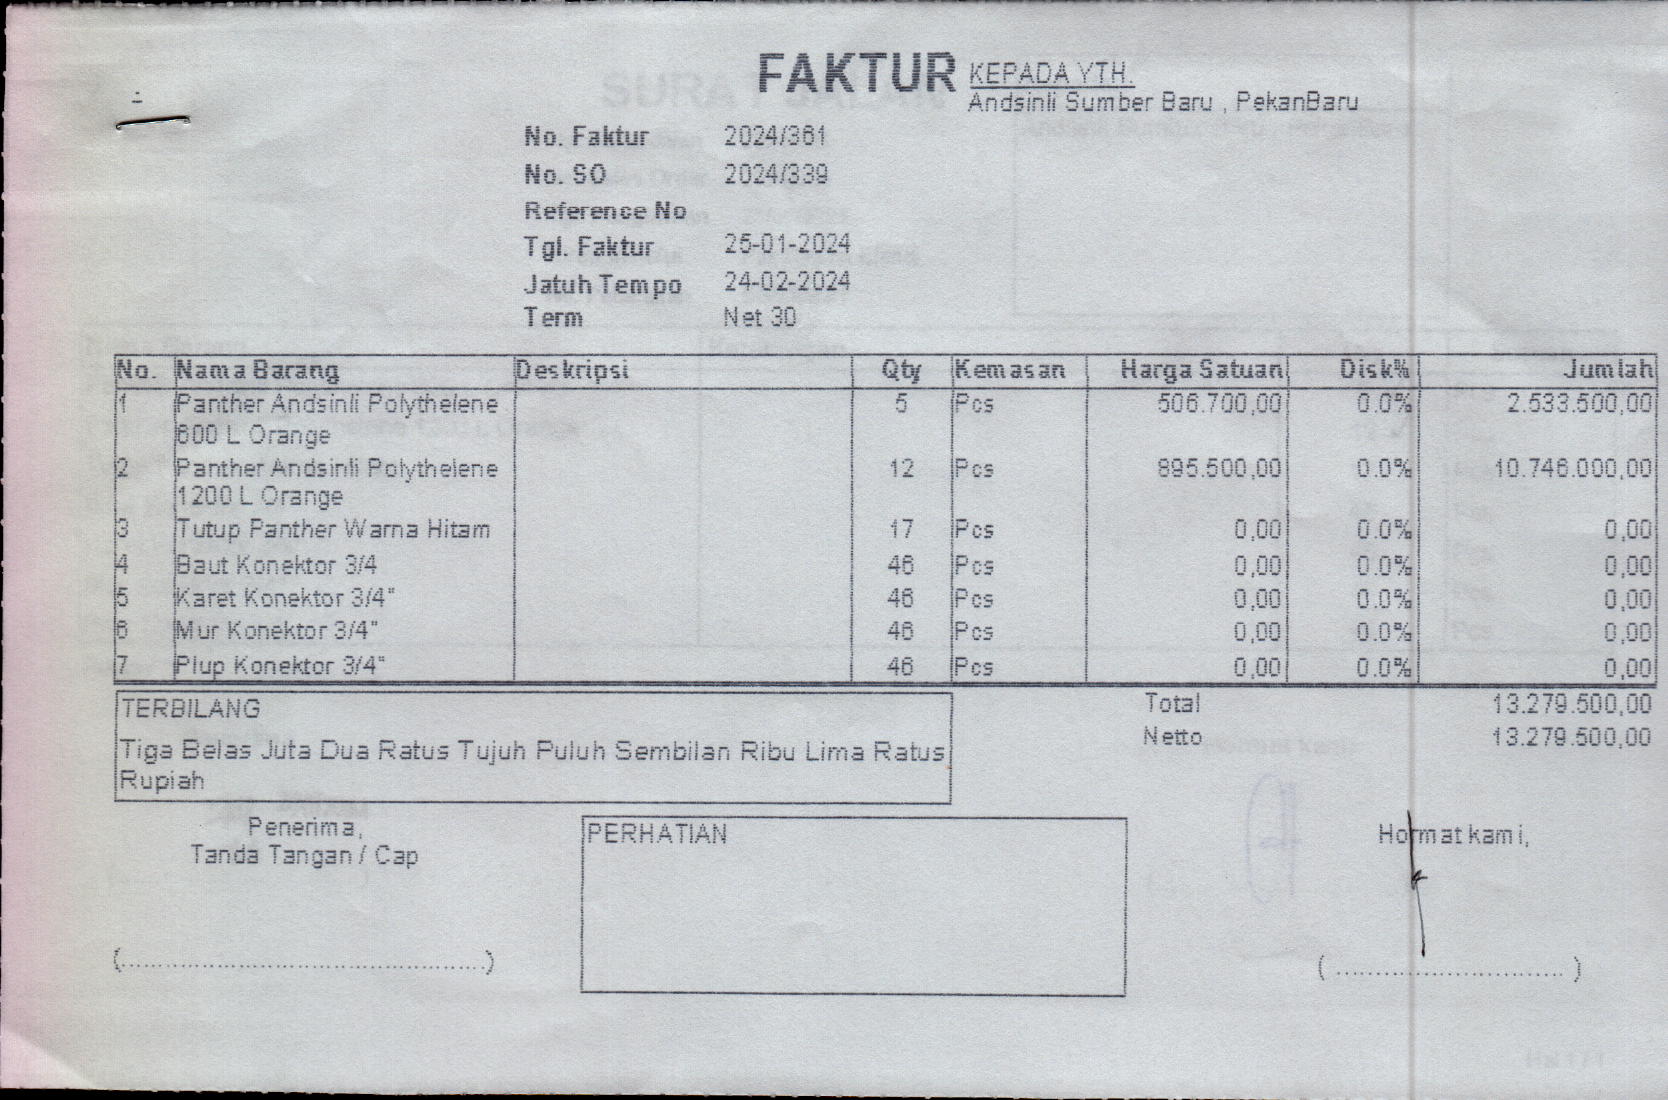 FAKTUR
KEPADA YTH.
Andsinli Sumber Baru , PekanBaru
No. Faktur 2024/361
No. SO 2024/339
Reference No
Tgl. Faktur 25-01-2024
Jatuh Tempo 24-02-2024
Term Net 30
No. Nama Barang Deskripsi Qty Kemasan Harga Satuan Disk% Jumlah
1 Panther Andsinli Polythelene 5 Pcs 506.700,00 0.0% 2.533.500,00
600 L Orange
2 Panther Andsinli Polythelene 12 Pcs 895.500,00 0.0% 10.746.000,00
1200 L Orange
3 Tutup Panther Warna Hitam 17 Pcs 0,00 0.0% 0,00
4 Baut Konektor 3/4 46 Pcs 0,00 0.0% 0,00
5 Karet Konektor 3/4" 46 Pcs 0,00 0.0% 0,00
6 Mur Konektor 3/4" 46 Pcs 0,00 0.0% 0,00
7 Plup Konektor 3/4" 46 Pcs 0,00 0.0% 0,00
TERBILANG
Tiga Belas Juta Dua Ratus Tujuh Puluh Sembilan Ribu Lima Ratus
Rupiah
Total 13.279.500,00
Netto 13.279.500,00
Penerima,
Tanda Tangan / Cap
(............................................)
PERHATIAN
Hormat kami,
( ............................ )